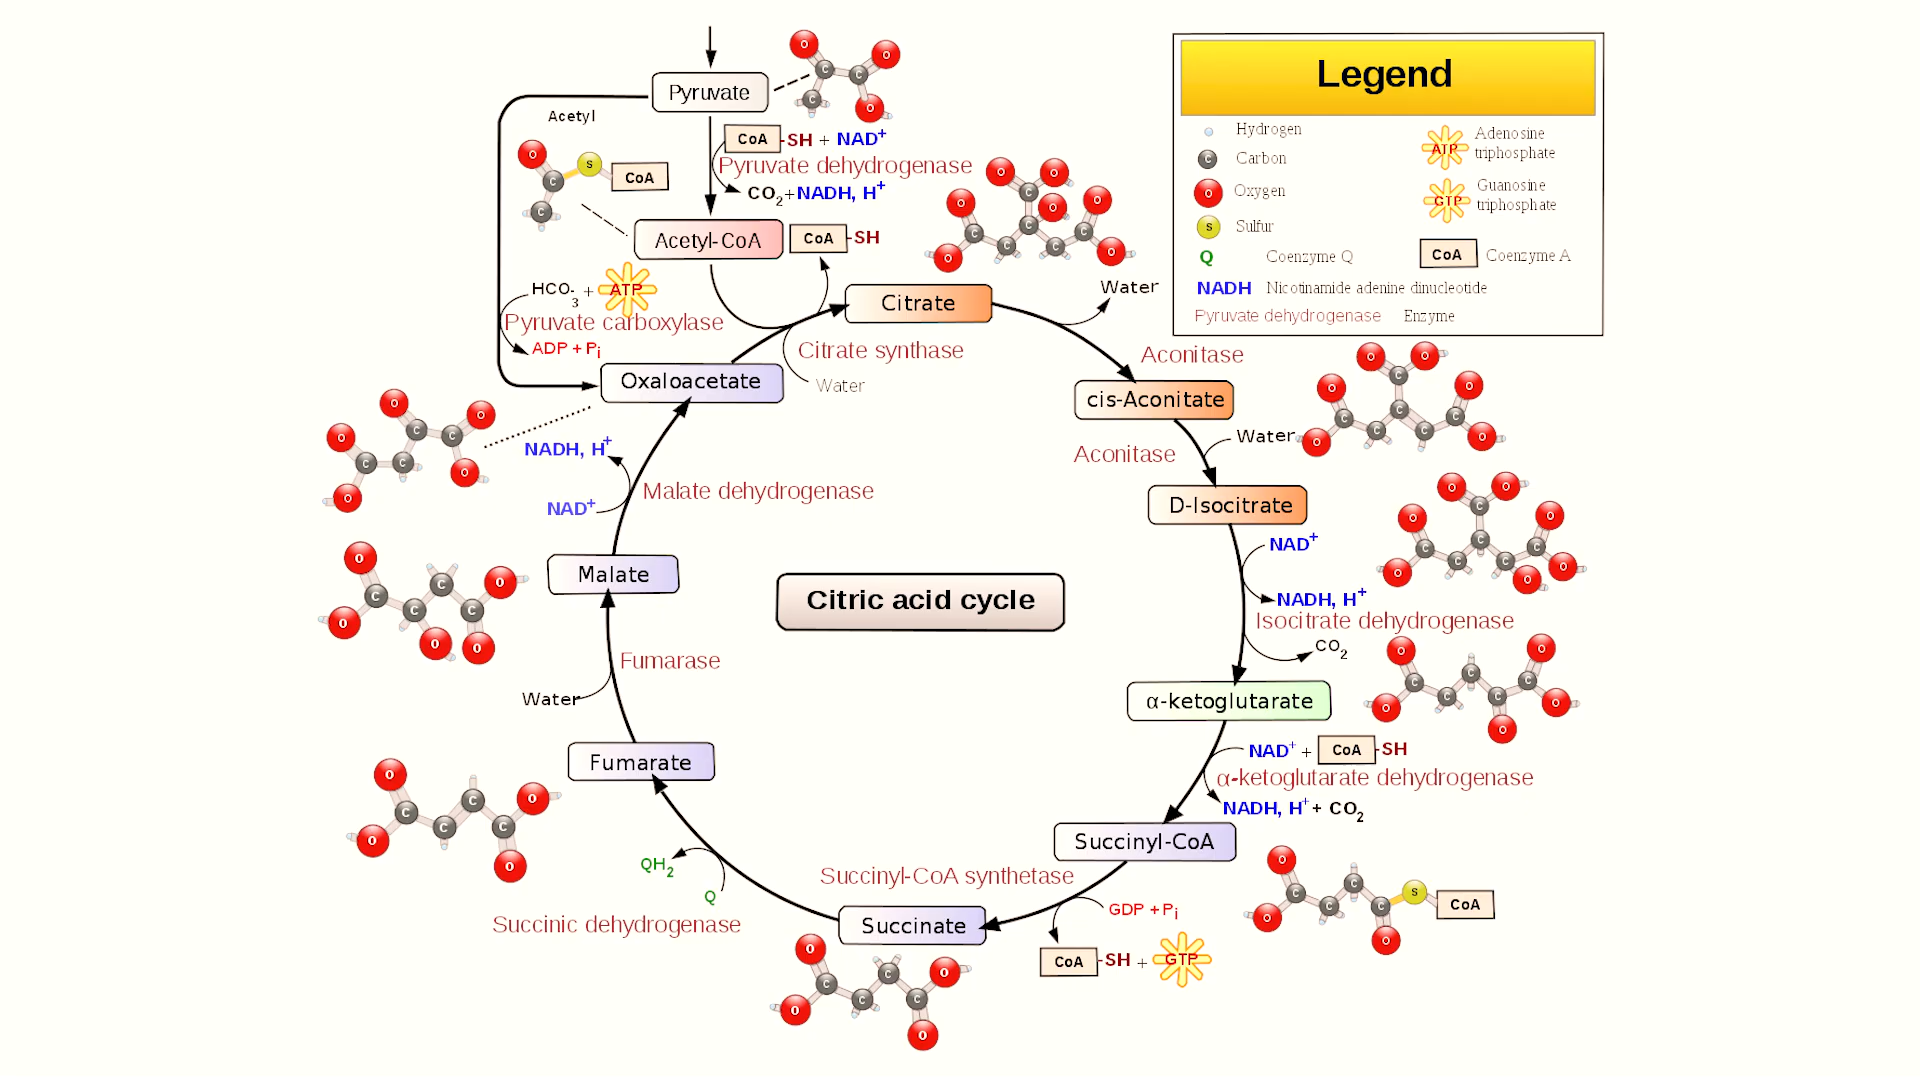 Pyruvate
Acetyl
CoA-SH + NAD+
Pyruvate dehydrogenase
CO2+NADH, H+
S
CoA
Acetyl-CoA
CoA-SH
HCO-3 + ATP
Pyruvate carboxylase
ADP + Pi
Citrate
Water
Citrate synthase
Water
Oxaloacetate
Aconitase
cis-Aconitate
Aconitase
Water
D-Isocitrate
NAD+
NADH, H+
Isocitrate dehydrogenase
CO2
α-ketoglutarate
NAD+ + CoA-SH
α-ketoglutarate dehydrogenase
NADH, H+ + CO2
Succinyl-CoA
S
CoA
Succinyl-CoA synthetase
GDP + Pi
CoA-SH + GTP
Succinate
QH2
Q
Succinic dehydrogenase
Fumarate
Water
Fumarase
Malate
NAD+
NADH, H+
Malate dehydrogenase
Citric acid cycle
Legend
Hydrogen
C Carbon
O Oxygen
S Sulfur
Q Coenzyme Q
NADH Nicotinamide adenine dinucleotide
Pyruvate dehydrogenase Enzyme
ATP Adenosine
triphosphate
GTP Guanosine
triphosphate
CoA Coenzyme A